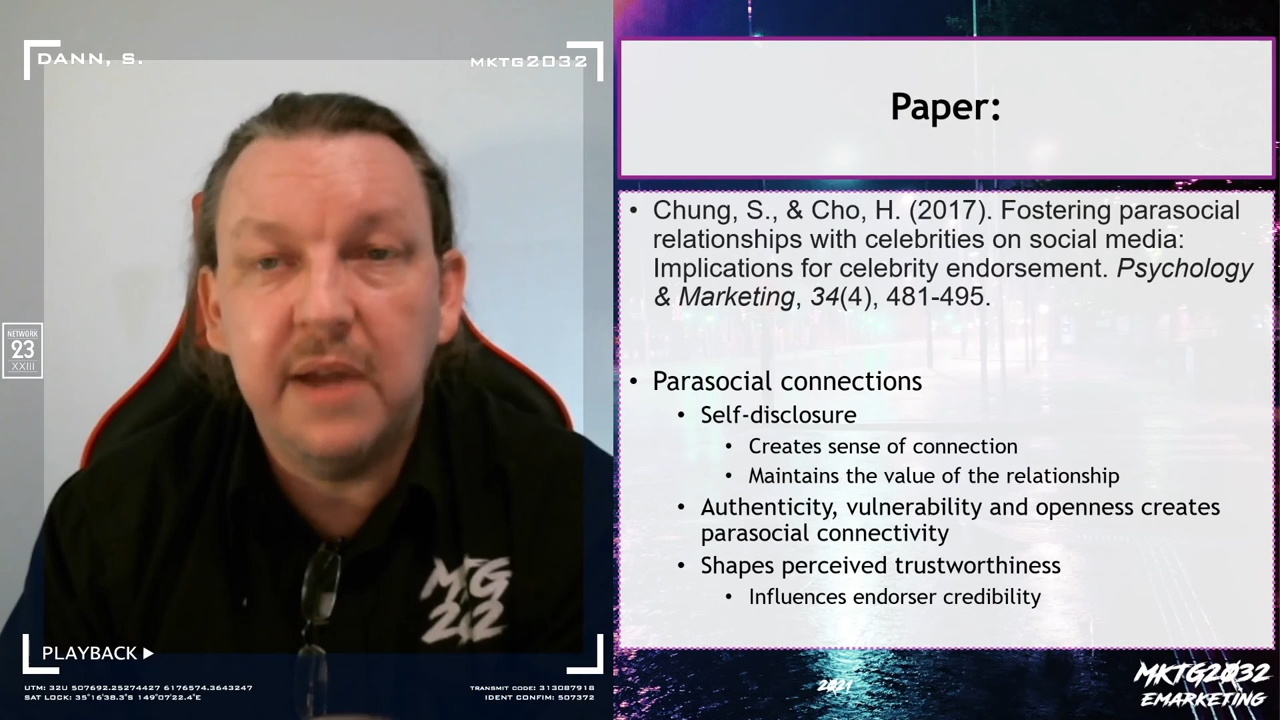 DANN, S.
MKTG2032
NETWORK
23
XXIII
MKG
22
PLAYBACK
UTM: 32U 507692.25274427 6176574.3643247
SAT LOCK: 35°16'38.3"S 149°07'22.4"E
TRANSMIT CODE: 313087918
IDENT CONFIM: 507372
Paper:
• Chung, S., & Cho, H. (2017). Fostering parasocial
relationships with celebrities on social media:
Implications for celebrity endorsement. Psychology
& Marketing, 34(4), 481-495.
• Parasocial connections
• Self-disclosure
• Creates sense of connection
• Maintains the value of the relationship
• Authenticity, vulnerability and openness creates
parasocial connectivity
• Shapes perceived trustworthiness
• Influences endorser credibility
2021
MKTG2032
EMARKETING